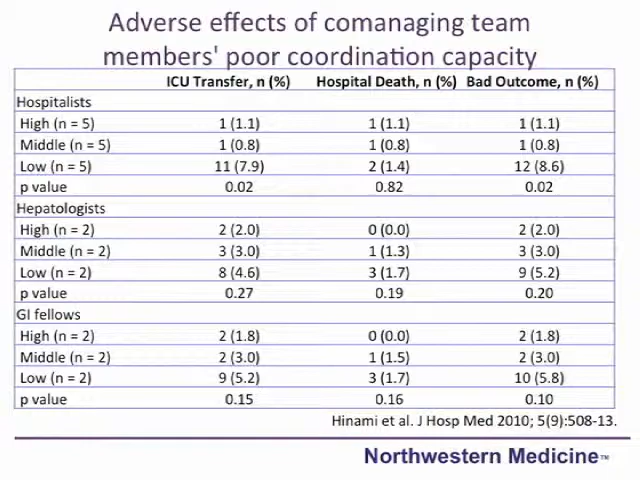 Adverse effects of comanaging team
members' poor coordination capacity
ICU Transfer, n (%) Hospital Death, n (%) Bad Outcome, n (%)
Hospitalists
High (n = 5) 1 (1.1) 1 (1.1) 1 (1.1)
Middle (n = 5) 1 (0.8) 1 (0.8) 1 (0.8)
Low (n = 5) 11 (7.9) 2 (1.4) 12 (8.6)
p value 0.02 0.82 0.02
Hepatologists
High (n = 2) 2 (2.0) 0 (0.0) 2 (2.0)
Middle (n = 2) 3 (3.0) 1 (1.3) 3 (3.0)
Low (n = 2) 8 (4.6) 3 (1.7) 9 (5.2)
p value 0.27 0.19 0.20
GI fellows
High (n = 2) 2 (1.8) 0 (0.0) 2 (1.8)
Middle (n = 2) 2 (3.0) 1 (1.5) 2 (3.0)
Low (n = 2) 9 (5.2) 3 (1.7) 10 (5.8)
p value 0.15 0.16 0.10
Hinami et al. J Hosp Med 2010; 5(9):508-13.
Northwestern Medicine™